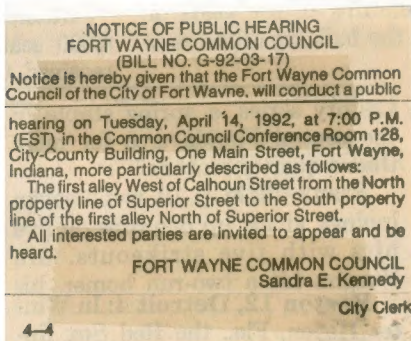 NOTICE OF PUBLIC HEARING
FORT WAYNE COMMON COUNCIL
(BILL NO. G-92-03-17)
Notice is hereby given that the Fort Wayne Common
Council of the City of Fort Wayne, will conduct a public
hearing on Tuesday, April 14, 1992, at 7:00 P.M.
(EST) in the Common Council Conference Room 128,
City-County Building, One Main Street, Fort Wayne,
Indiana, more particularly described as follows:
The first alley West of Calhoun Street from the North
property line of Superior Street to the South property
line of the first alley North of Superior Street.
All interested parties are invited to appear and be
heard.
FORT WAYNE COMMON COUNCIL
Sandra E. Kennedy
City Clerk
4—4